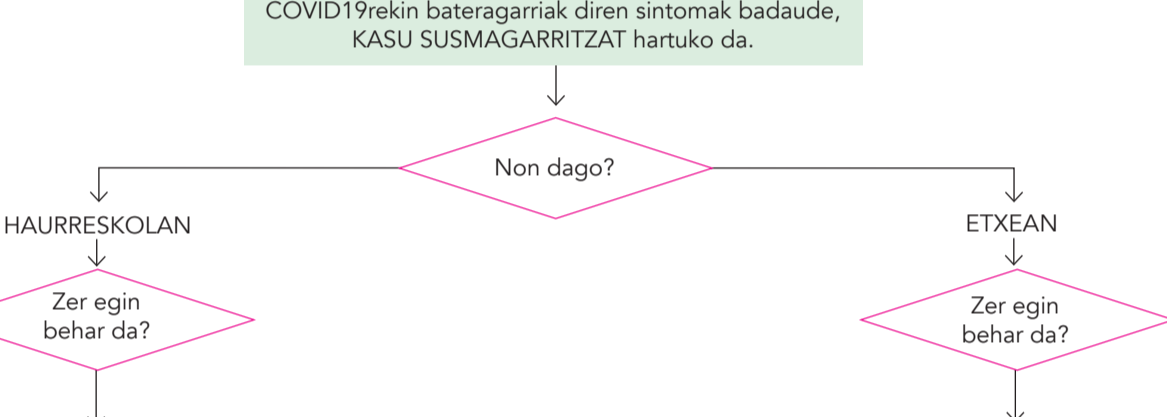 COVID19rekin bateragarriak diren sintomak badaude,
KASU SUSMAGARRITZAT hartuko da.
Non dago?
HAURRESKOLAN
ETXEAN
Zer egin
behar da?
Zer egin
behar da?